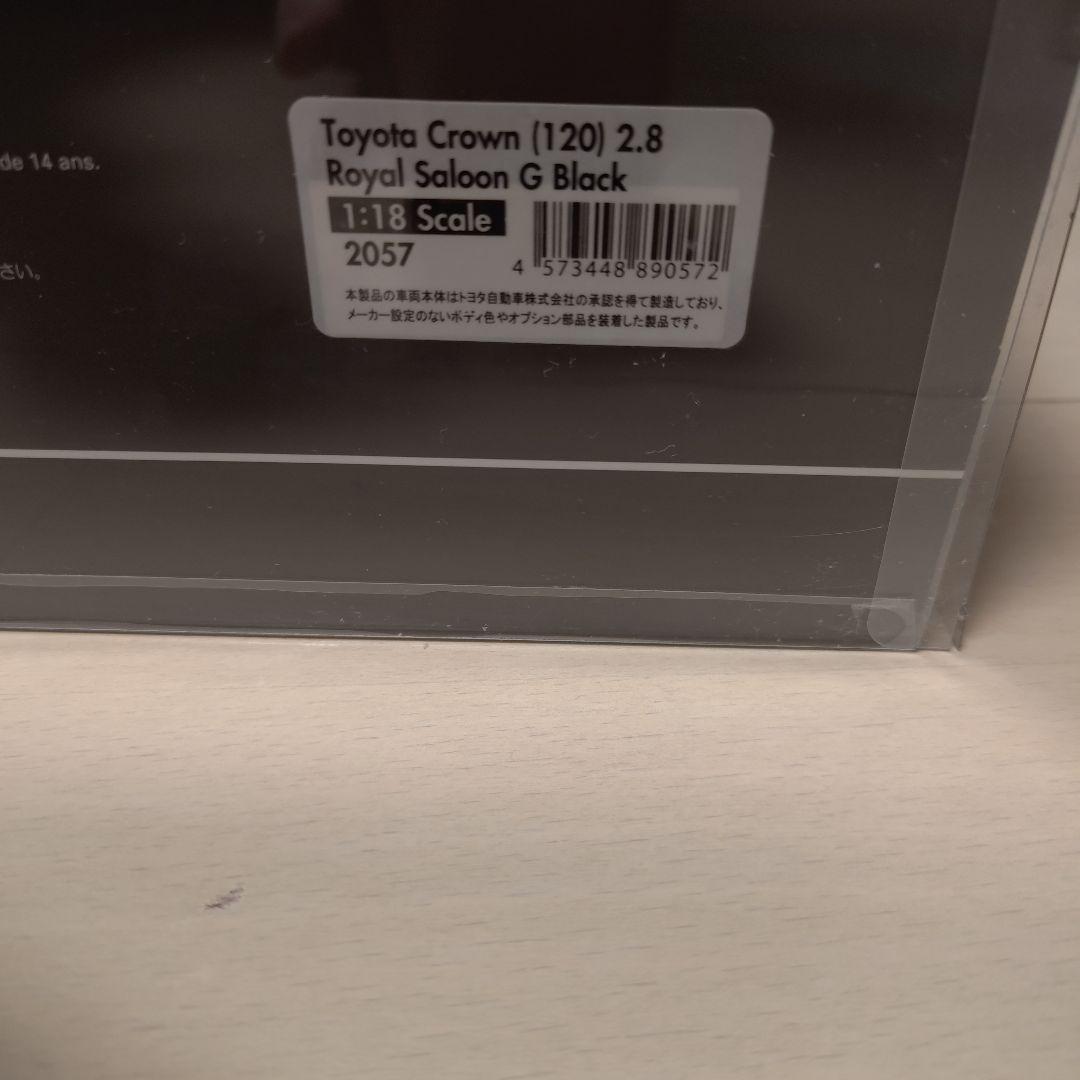 de 14 ans.
さい。
Toyota Crown (120) 2.8
Royal Saloon G Black
1:18 Scale
2057
4 573448 890572
本製品の車両本体はトヨタ自動車株式会社の承認を得て製造しており、
メーカー設定のないボディ色やオプション部品を装着した製品です。